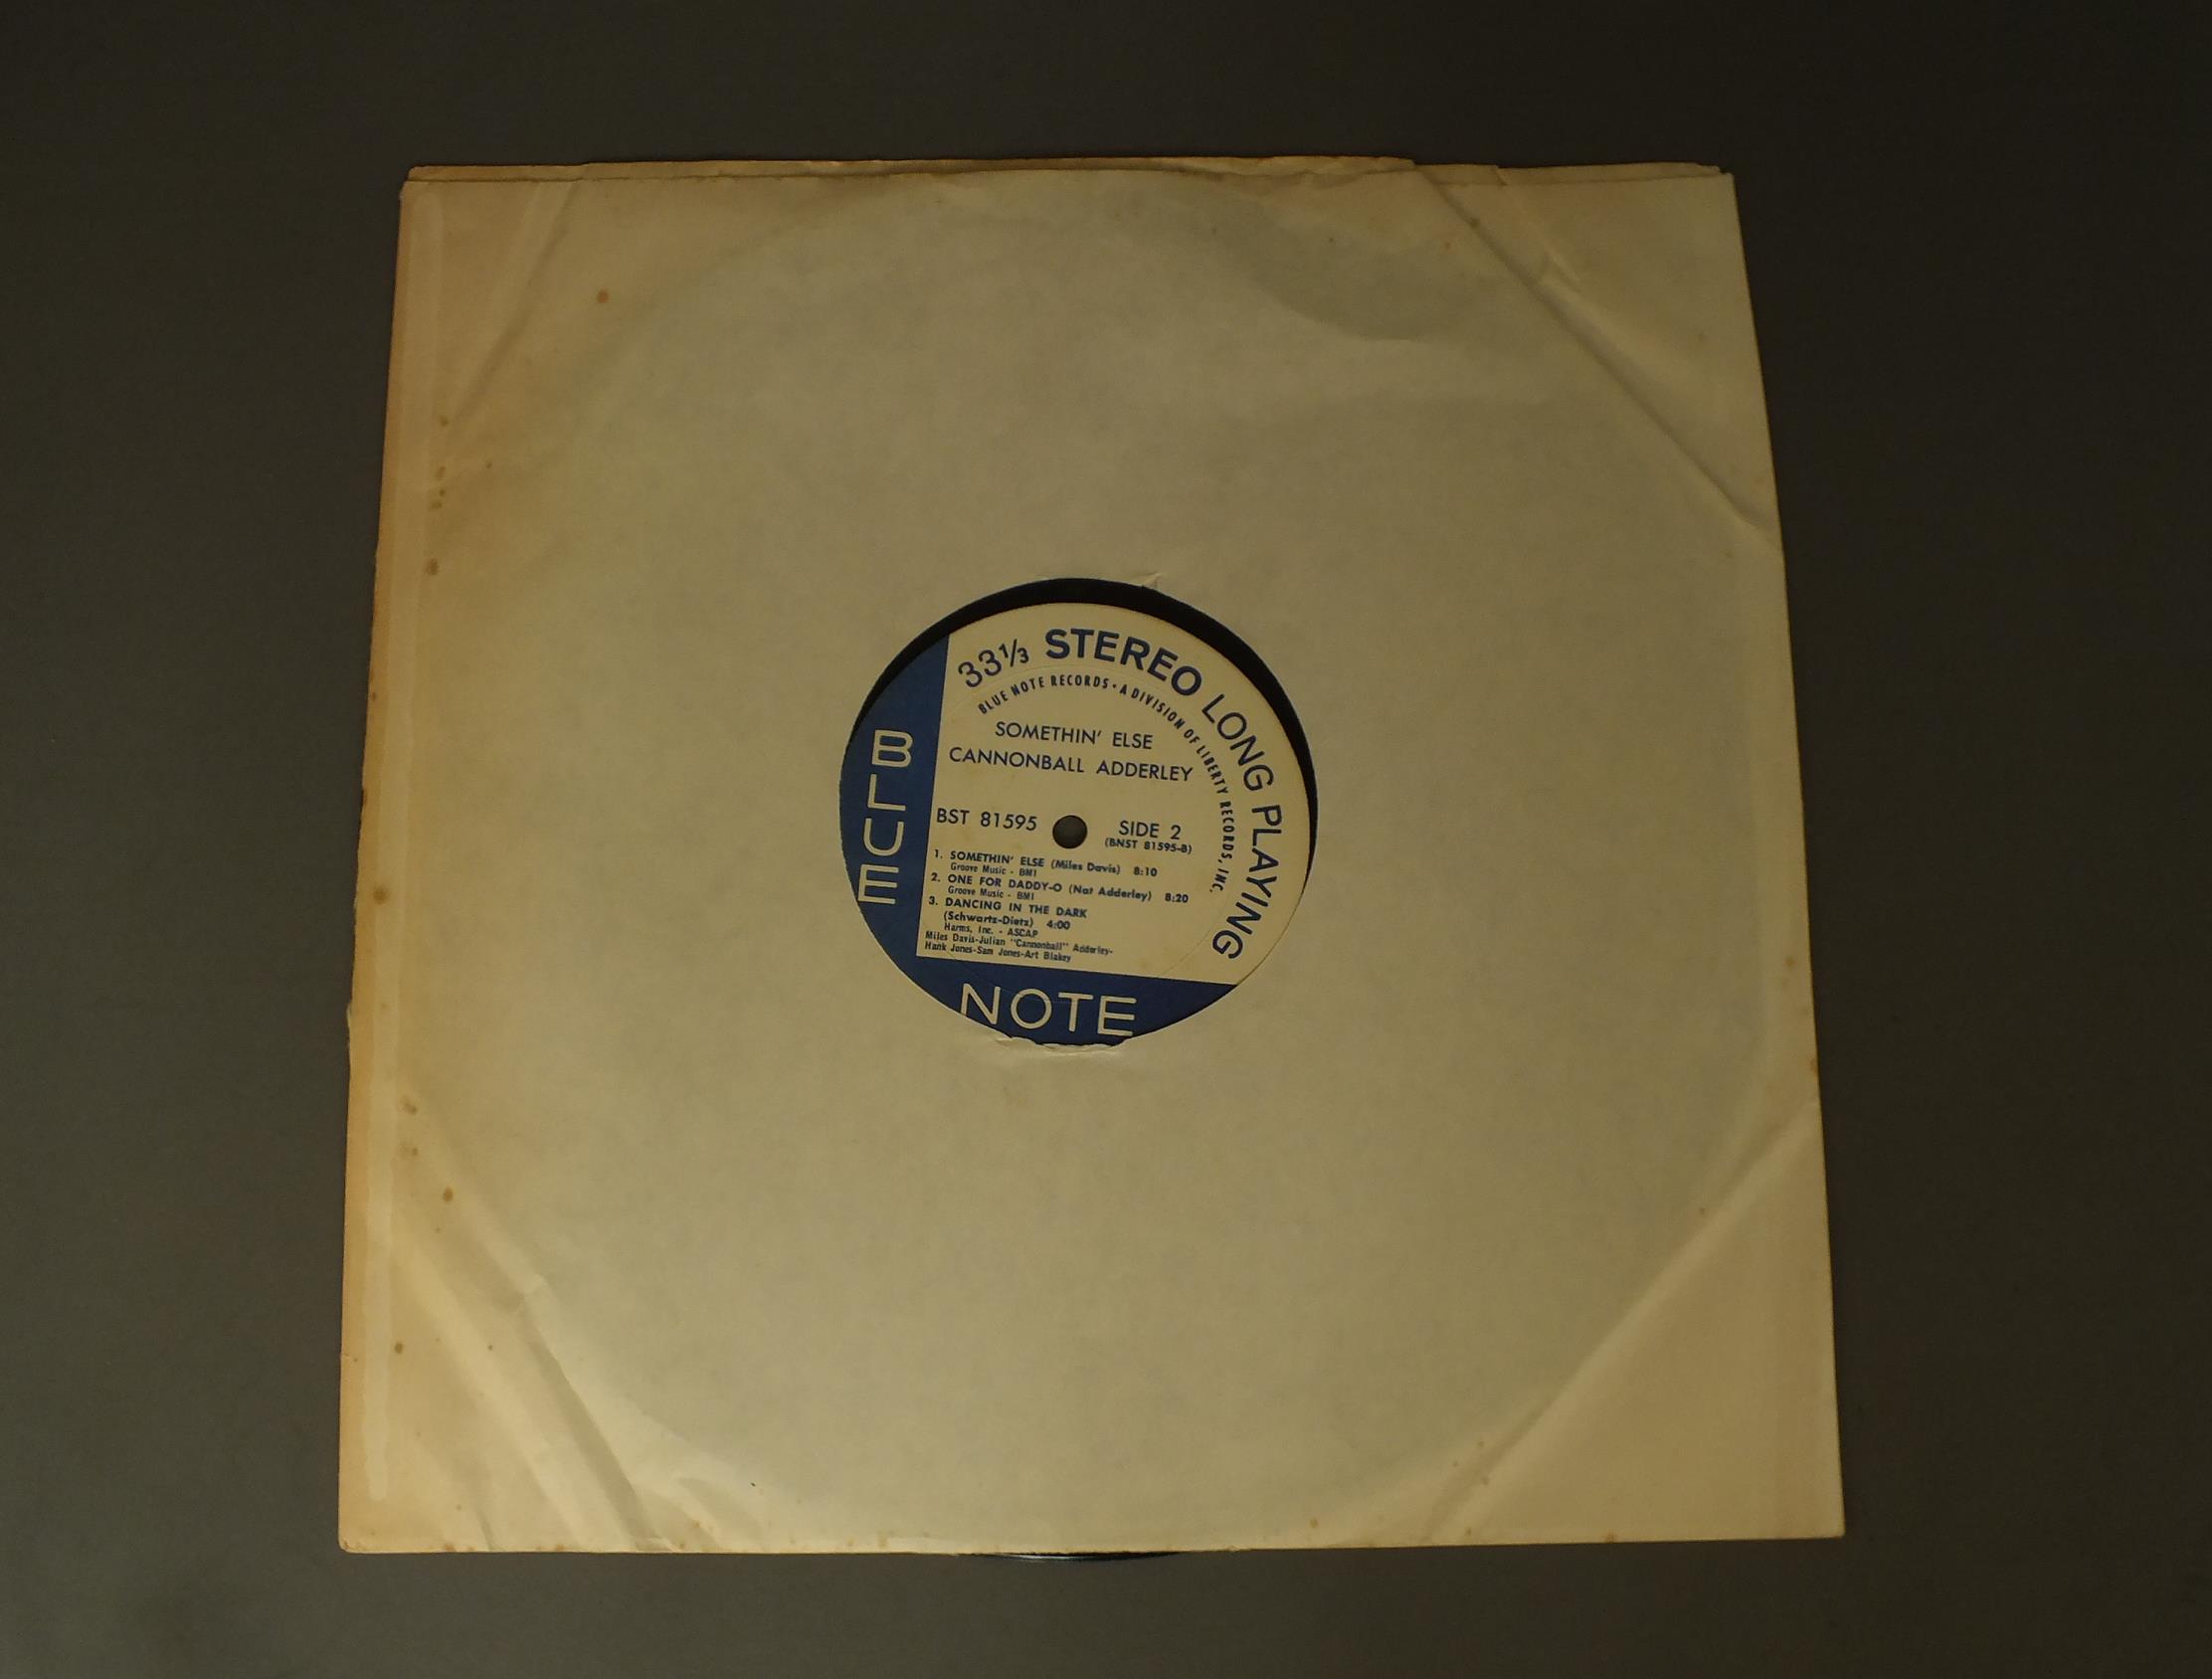 33⅓ STEREO LONG PLAYING
BLUE NOTE RECORDS • A DIVISION OF LIBERTY RECORDS, INC.
SOMETHIN' ELSE
CANNONBALL ADDERLEY
BST 81595
SIDE 2
(BNST 81595-B)
1. SOMETHIN' ELSE (Miles Davis) 8:10
Groove Music - BMI
2. ONE FOR DADDY-O (Nat Adderley) 8:20
Groove Music - BMI
3. DANCING IN THE DARK
(Schwartz-Dietz) 4:00
Harms, Inc. - ASCAP
Miles Davis-Julian "Cannonball" Adderley-
Hank Jones-Sam Jones-Art Blakey
BLUE
NOTE